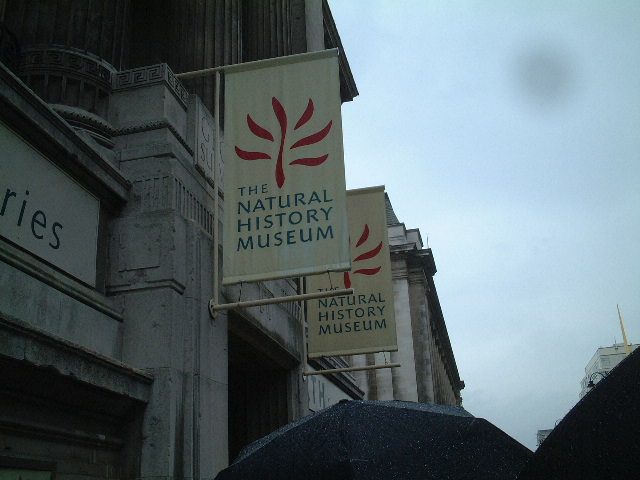 ries
THE
NATURAL
HISTORY
MUSEUM
THE
NATURAL
HISTORY
MUSEUM